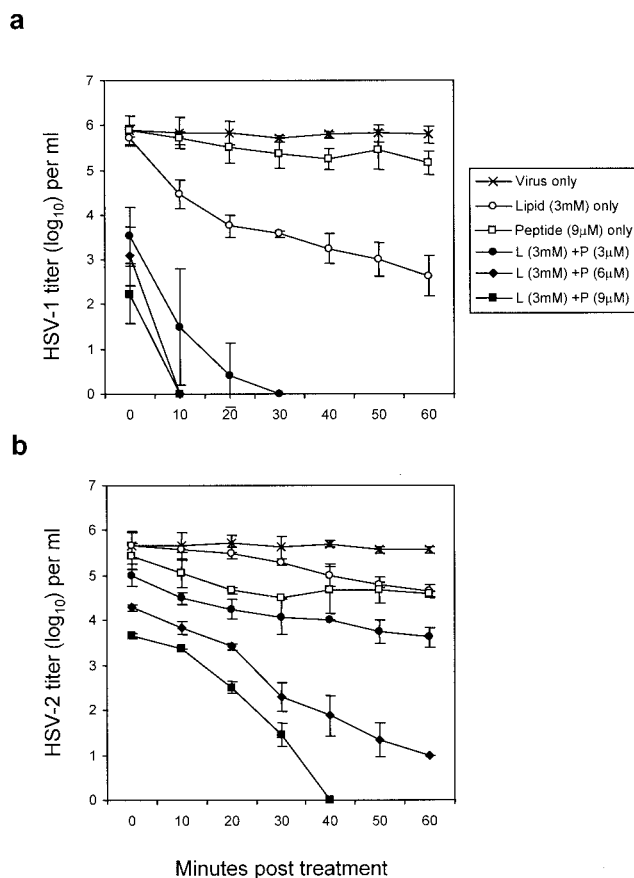 a
7
6
5
4
3
2
1
0
HSV-1 titer (log10) per ml
0 10 20 30 40 50 60
Virus only
Lipid (3mM) only
Peptide (9µM) only
L (3mM) +P (3µM)
L (3mM) +P (6µM)
L (3mM) +P (9µM)
b
7
6
5
4
3
2
1
0
HSV-2 titer (log10) per ml
0 10 20 30 40 50 60
Minutes post treatment